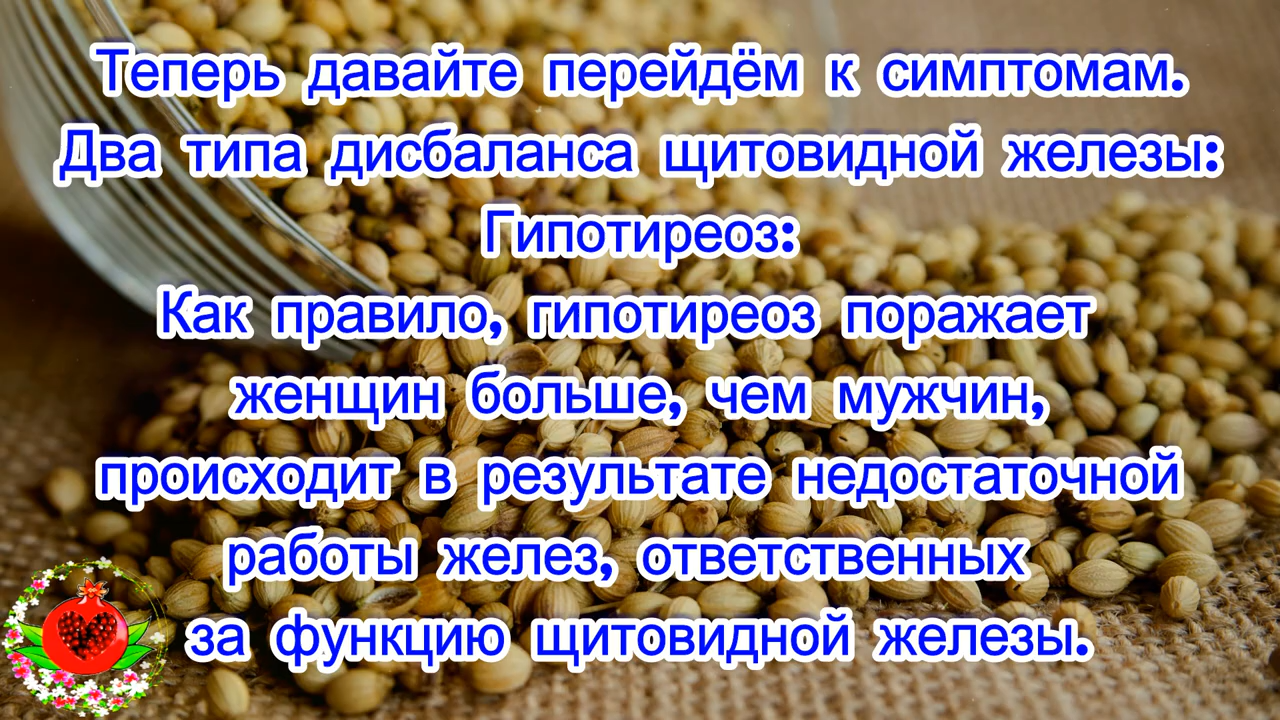 Теперь давайте перейдём к симптомам.
Два типа дисбаланса щитовидной железы:
Гипотиреоз:
Как правило, гипотиреоз поражает
женщин больше, чем мужчин,
происходит в результате недостаточной
работы желез, ответственных
за функцию щитовидной железы.